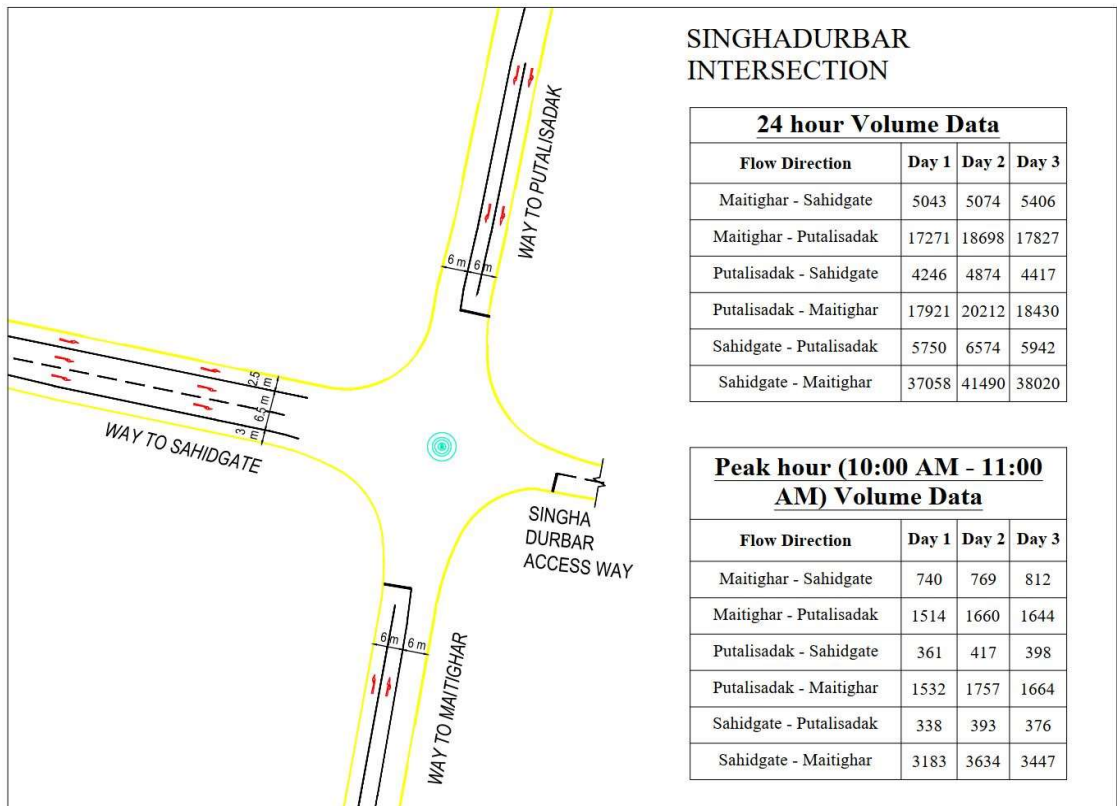 SINGHADURBAR
INTERSECTION
24 hour Volume Data
Flow Direction Day 1 Day 2 Day 3
Maitighar - Sahidgate 5043 5074 5406
Maitighar - Putalisadak 17271 18698 17827
Putalisadak - Sahidgate 4246 4874 4417
Putalisadak - Maitighar 17921 20212 18430
Sahidgate - Putalisadak 5750 6574 5942
Sahidgate - Maitighar 37058 41490 38020
Peak hour (10:00 AM - 11:00
AM) Volume Data
Flow Direction Day 1 Day 2 Day 3
Maitighar - Sahidgate 740 769 812
Maitighar - Putalisadak 1514 1660 1644
Putalisadak - Sahidgate 361 417 398
Putalisadak - Maitighar 1532 1757 1664
Sahidgate - Putalisadak 338 393 376
Sahidgate - Maitighar 3183 3634 3447
WAY TO PUTALISADAK
6 m 6 m
2.5 m
6.5 m
3 m
WAY TO SAHIDGATE
SINGHA
DURBAR
ACCESS WAY
6 m 6 m
WAY TO MAITIGHAR